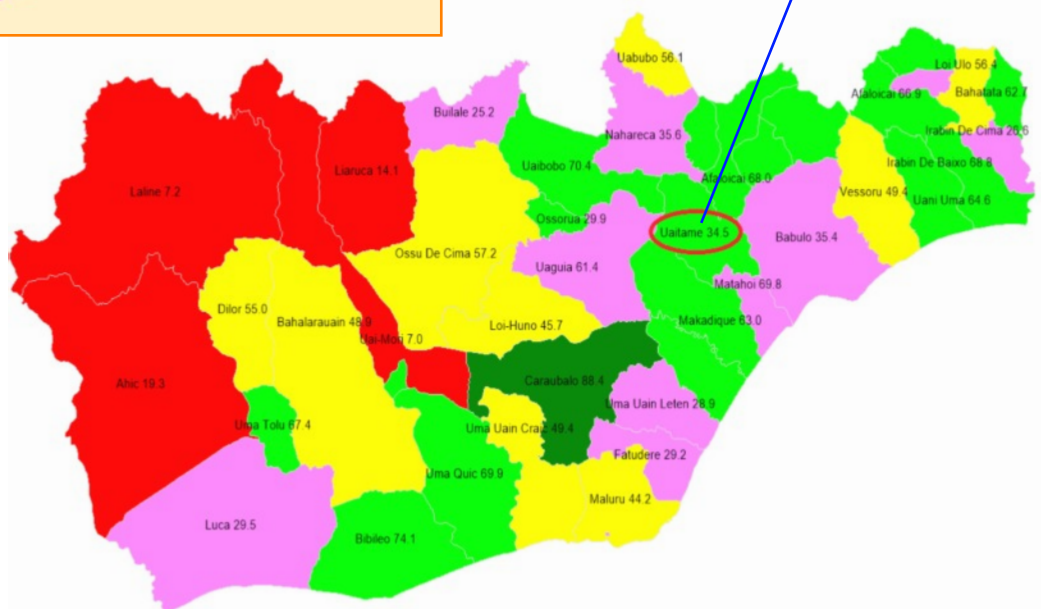 Uabubo 56.1
Loi Ulo 56.4
Afaloicai 66.9
Bahatata 62.7
Builale 25.2
Nahareca 35.6
Irabin De Cima 26.6
Uaibobo 70.4
Irabin De Baixo 68.8
Liaruca 14.1
Afaloicai 68.0
Laline 7.2
Vessoru 49.4
Uani Uma 64.6
Ossorua 29.9
Uaitame 34.5
Babulo 35.4
Ossu De Cima 57.2
Uaguia 61.4
Matahoi 69.8
Dilor 55.0
Bahalarauain 48.9
Loi-Huno 45.7
Makadique 63.0
Uai-Mori 7.0
Ahic 19.3
Caraubalo 88.4
Uma Uain Leten 28.9
Uma Tolu 67.4
Uma Uain Craic 49.4
Fatudere 29.2
Uma Quic 69.9
Maluru 44.2
Luca 29.5
Bibileo 74.1